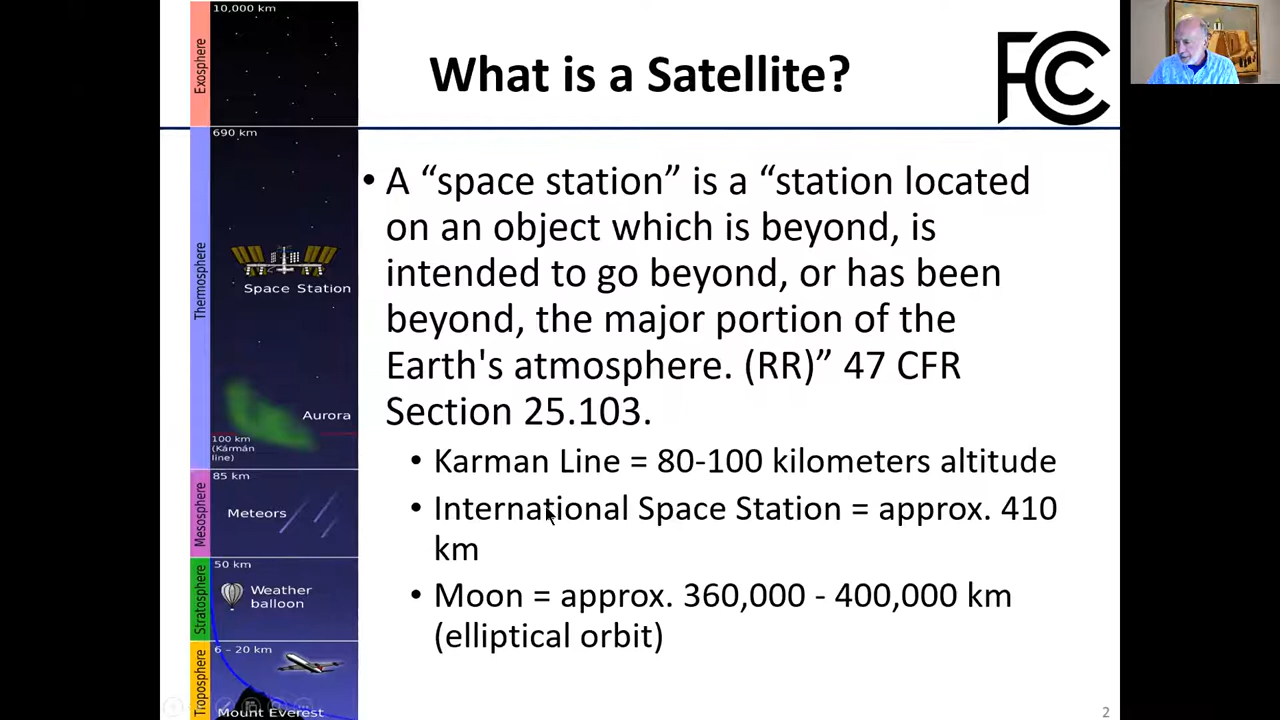 What is a Satellite?
FCC
• A “space station” is a “station located
on an object which is beyond, is
intended to go beyond, or has been
beyond, the major portion of the
Earth's atmosphere. (RR)” 47 CFR
Section 25.103.
• Karman Line = 80-100 kilometers altitude
• International Space Station = approx. 410
km
• Moon = approx. 360,000 - 400,000 km
(elliptical orbit)
Exosphere
10,000 km
Thermosphere
690 km
Space Station
Aurora
100 km
(Kármán
line)
Mesosphere
85 km
Meteors
Stratosphere
50 km
Weather
balloon
Troposphere
6 – 20 km
Mount Everest
2